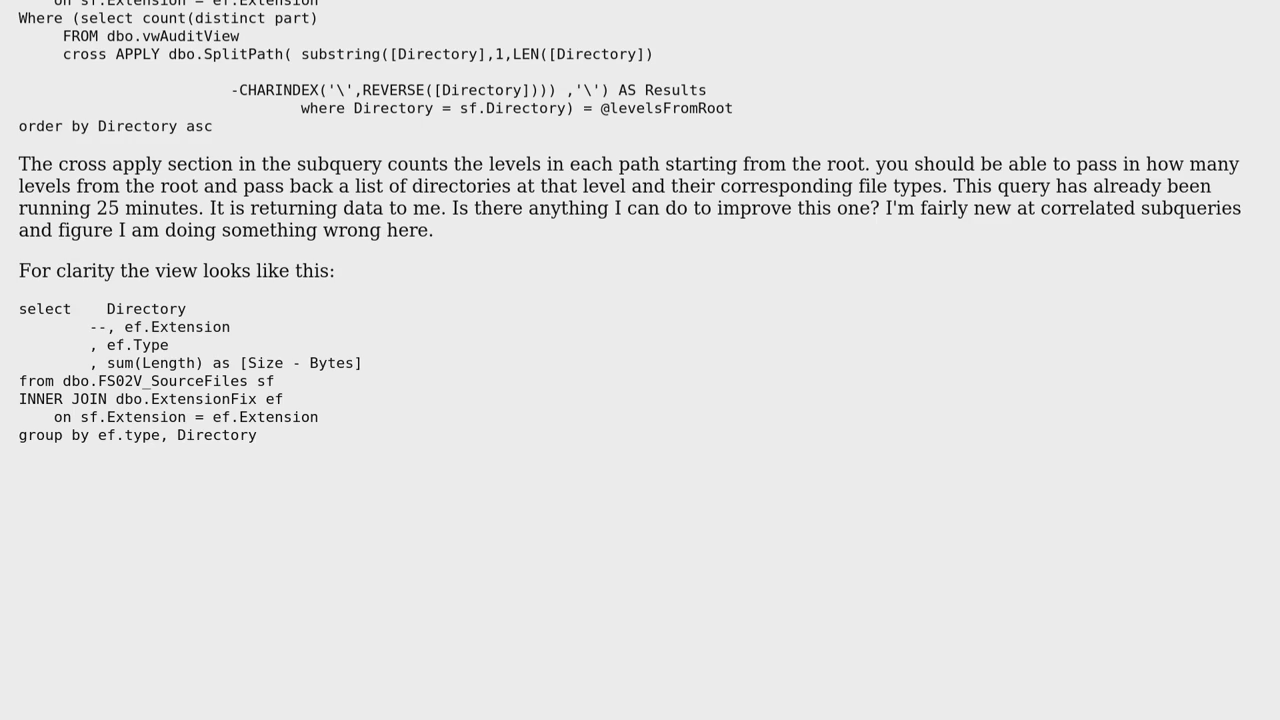 on sf.Extension = ef.Extension
Where (select count(distinct part)
FROM dbo.vwAuditView
cross APPLY dbo.SplitPath( substring([Directory],1,LEN([Directory])
-CHARINDEX('\',REVERSE([Directory]))) ,'\') AS Results
where Directory = sf.Directory) = @levelsFromRoot
order by Directory asc
The cross apply section in the subquery counts the levels in each path starting from the root. you should be able to pass in how many
levels from the root and pass back a list of directories at that level and their corresponding file types. This query has already been
running 25 minutes. It is returning data to me. Is there anything I can do to improve this one? I'm fairly new at correlated subqueries
and figure I am doing something wrong here.
For clarity the view looks like this:
select    Directory
--, ef.Extension
, ef.Type
, sum(Length) as [Size - Bytes]
from dbo.FS02V_SourceFiles sf
INNER JOIN dbo.ExtensionFix ef
on sf.Extension = ef.Extension
group by ef.type, Directory